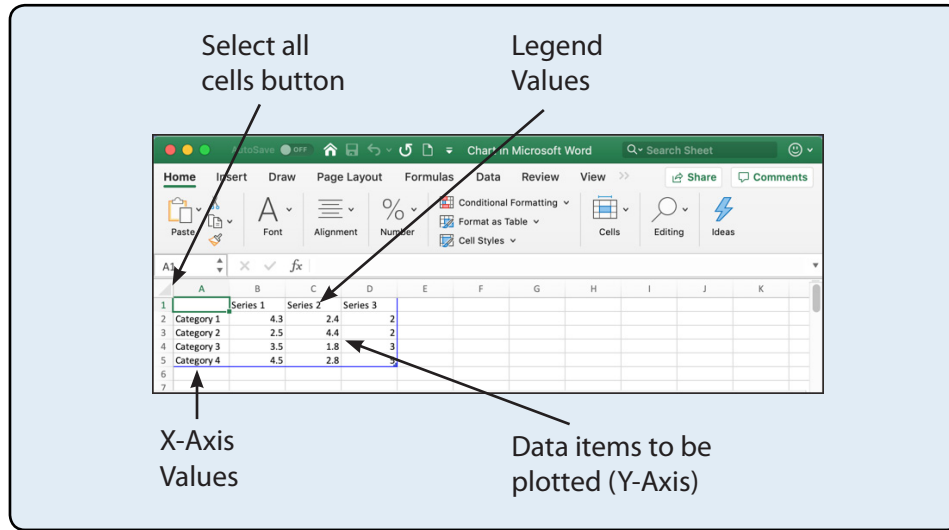 Select all
cells button
Legend
Values
AutoSave OFF Chart in Microsoft Word Search Sheet
Home Insert Draw Page Layout Formulas Data Review View >> Share Comments
Paste Font Alignment % Number Conditional Formatting Format as Table Cell Styles Cells Editing Ideas
A1 fx
A B C D E F G H I J K
1 Series 1 Series 2 Series 3
2 Category 1 4.3 2.4 2
3 Category 2 2.5 4.4 2
4 Category 3 3.5 1.8 3
5 Category 4 4.5 2.8
6
7
X-Axis
Values
Data items to be
plotted (Y-Axis)